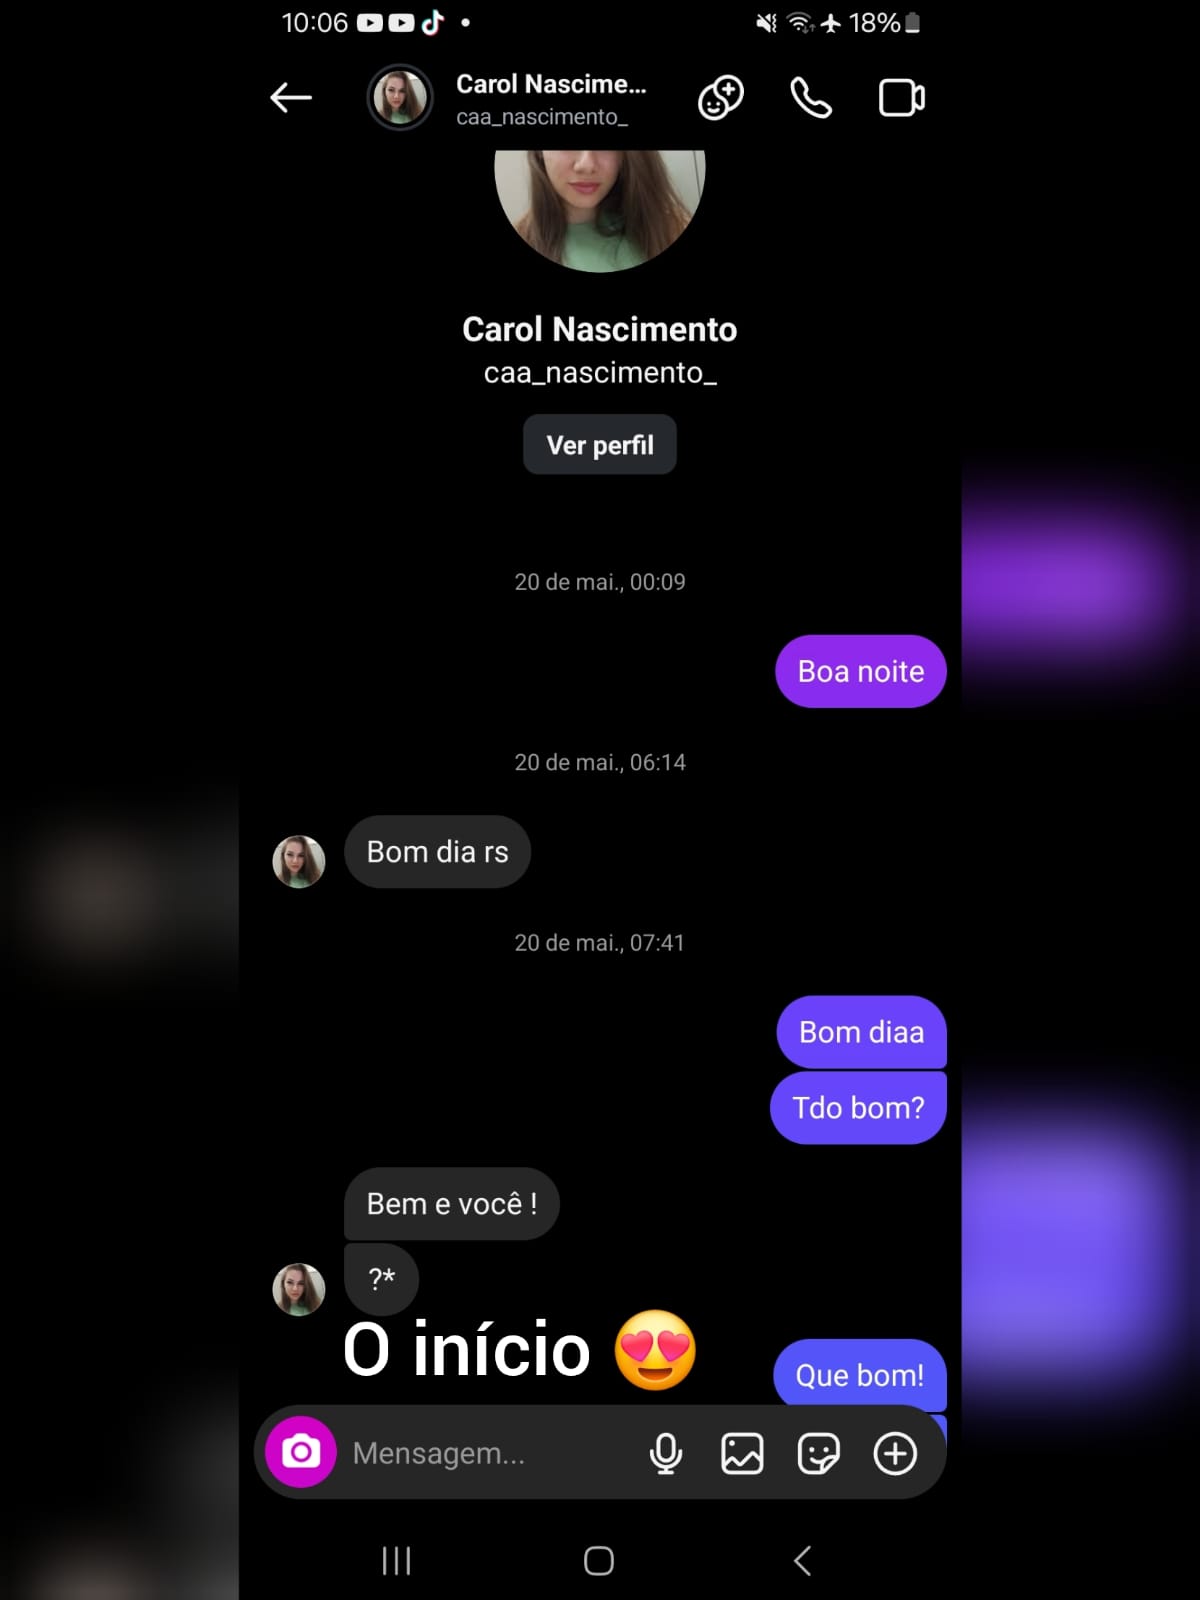 10:06
18%
Carol Nascime...
caa_nascimento_
Carol Nascimento
caa_nascimento_
Ver perfil
20 de mai., 00:09
Boa noite
20 de mai., 06:14
Bom dia rs
20 de mai., 07:41
Bom diaa
Tdo bom?
Bem e você !
?*
O início 😍
Que bom!
Mensagem...